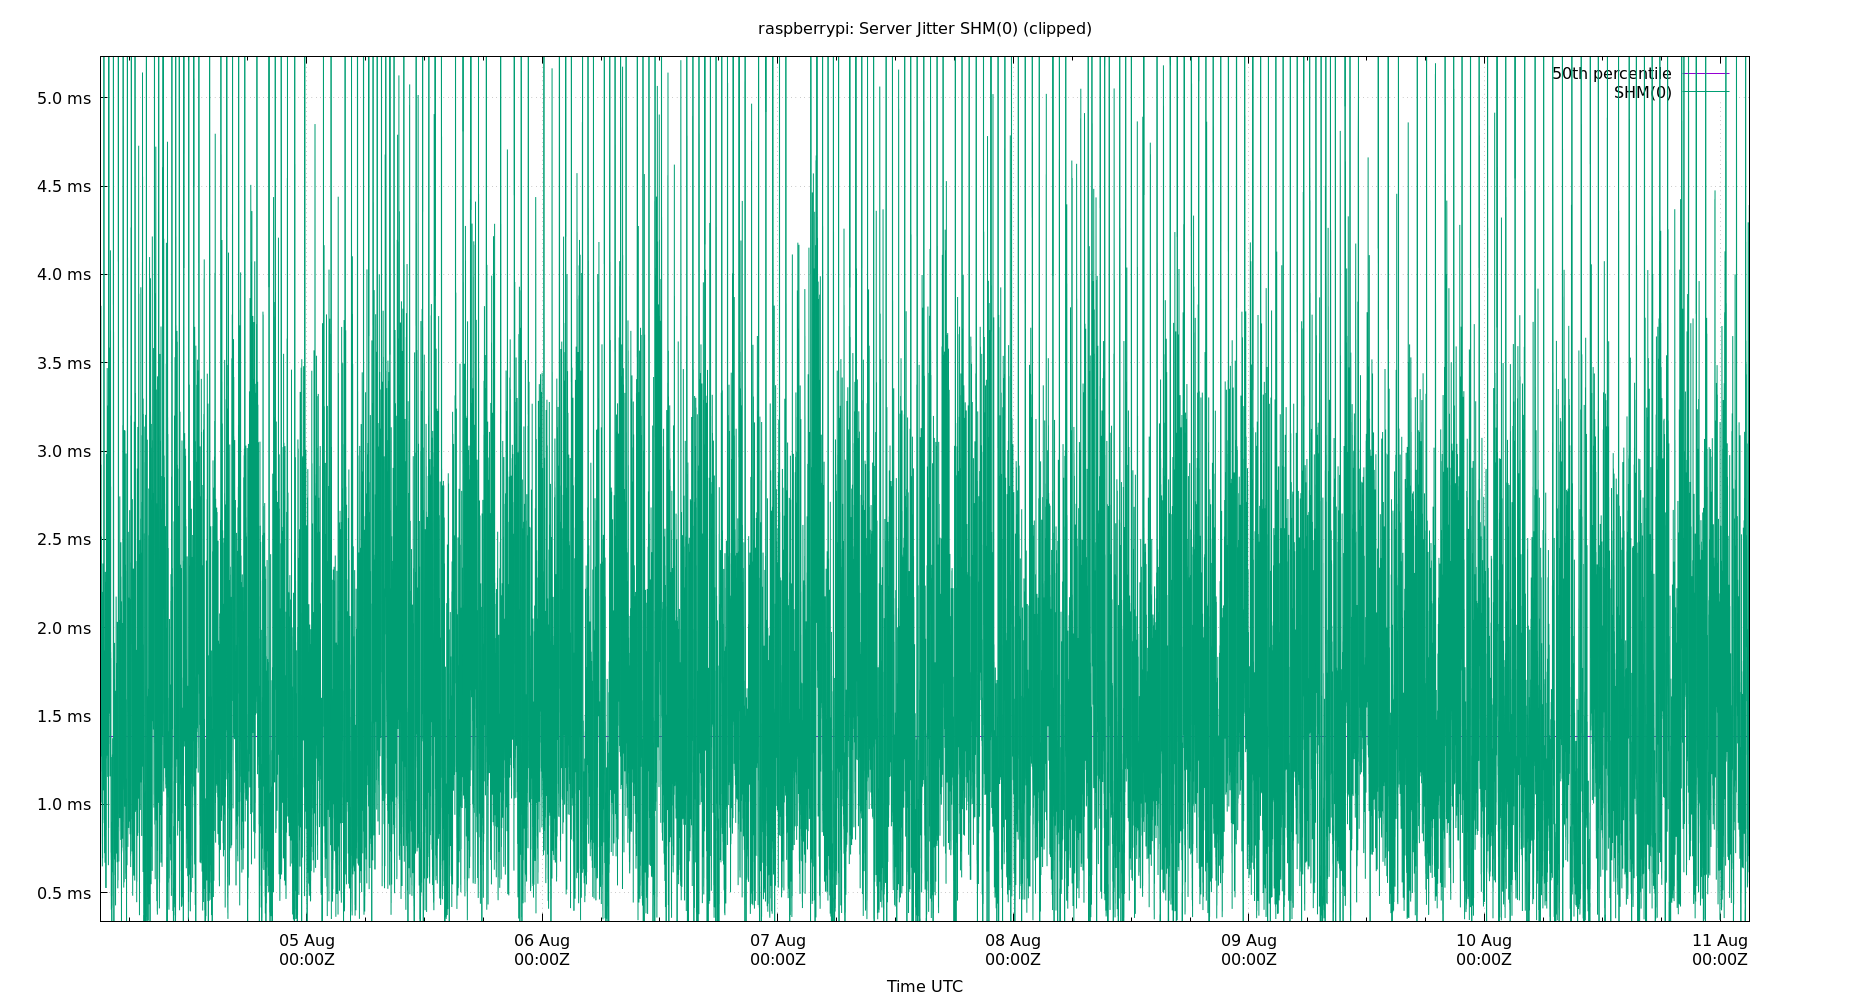 raspberrypi: Server Jitter SHM(0) (clipped)
50th percentile
SHM(0)
5.0 ms
4.5 ms
4.0 ms
3.5 ms
3.0 ms
2.5 ms
2.0 ms
1.5 ms
1.0 ms
0.5 ms
05 Aug 06 Aug 07 Aug 08 Aug 09 Aug 10 Aug 11 Aug
00:00Z 00:00Z 00:00Z 00:00Z 00:00Z 00:00Z 00:00Z
Time UTC